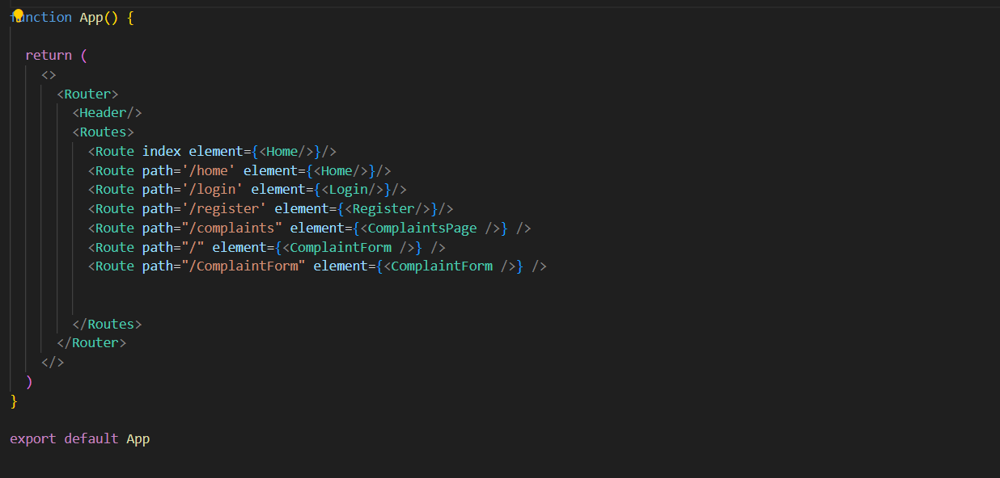 function App() {
return (
<>
<Router>
<Header/>
<Routes>
<Route index element={<Home/>}/>
<Route path='/home' element={<Home/>}/>
<Route path='/login' element={<Login/>}/>
<Route path='/register' element={<Register/>}/>
<Route path="/complaints" element={<ComplaintsPage />} />
<Route path="/" element={<ComplaintForm />} />
<Route path="/ComplaintForm" element={<ComplaintForm />} />
</Routes>
</Router>
</>
)
}
export default App